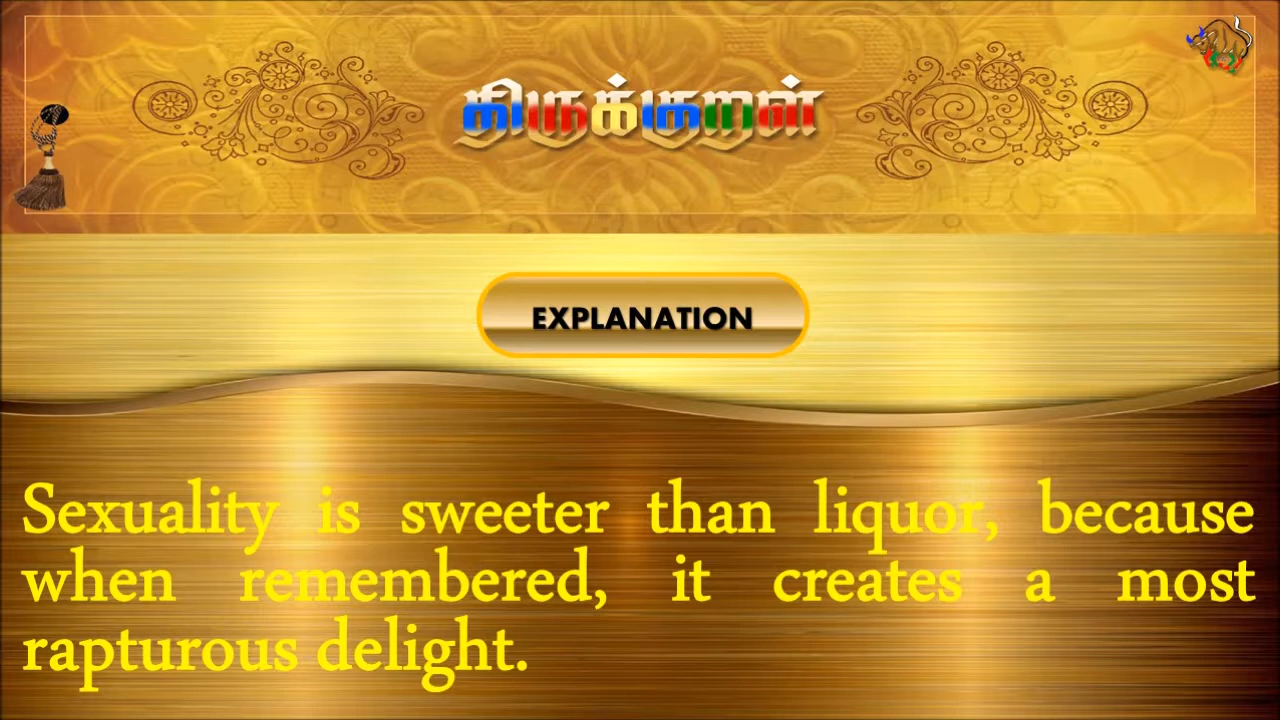 திருக்குறள்
EXPLANATION
Sexuality is sweeter than liquor, because
when remembered, it creates a most
rapturous delight.